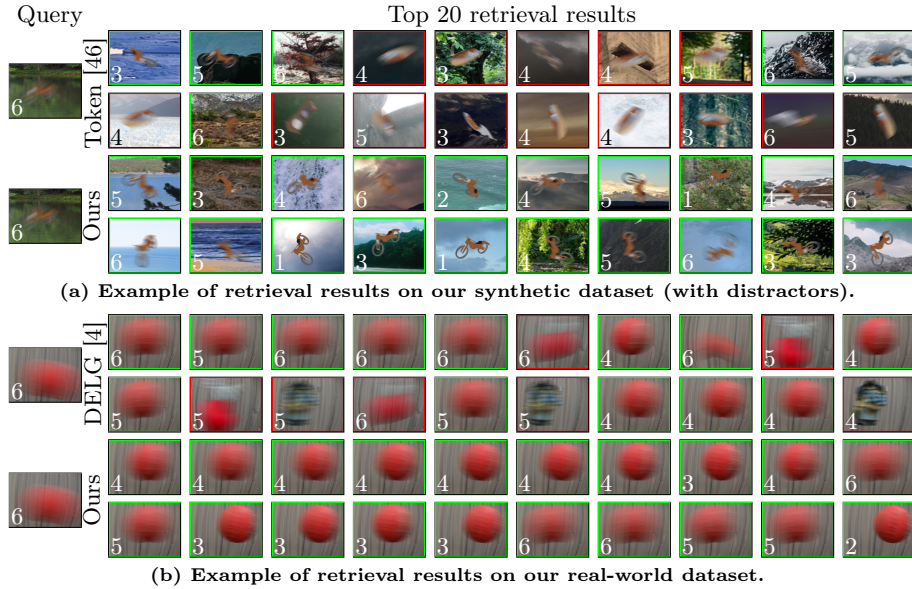 Query Top 20 retrieval results
Token [46]
6
3 5 6 4 3 4 4 5 6 5
4 6 3 5 3 4 4 3 6 5
Ours
6
5 3 4 6 2 4 5 1 4 6
6 5 1 3 1 4 5 6 3 3
(a) Example of retrieval results on our synthetic dataset (with distractors).
DELG [4]
6
6 5 6 6 6 6 4 6 5 4
5 5 5 6 5 5 4 4 4 4
Ours
6
4 4 4 4 4 4 4 3 4 6
5 3 3 3 3 6 6 5 5 2
(b) Example of retrieval results on our real-world dataset.